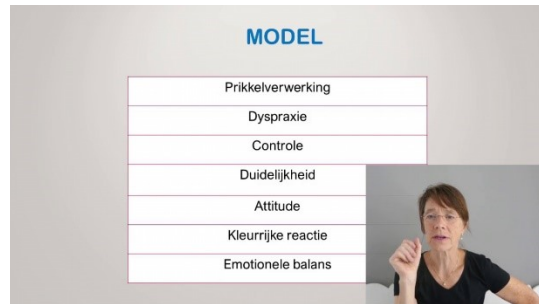 MODEL
Prikkelverwerking
Dyspraxie
Controle
Duidelijkheid
Attitude
Kleurrijke reactie
Emotionele balans